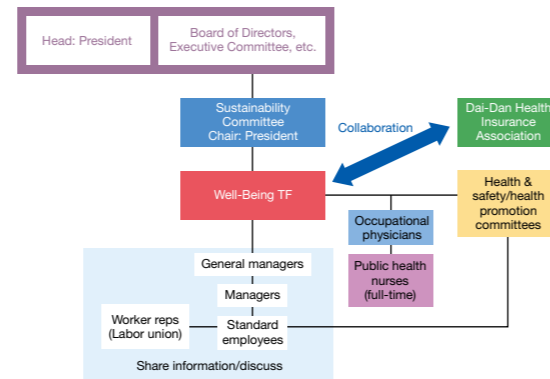 Head: President
Board of Directors,
Executive Committee, etc.
Sustainability
Committee
Chair: President
Collaboration
Dai-Dan Health
Insurance
Association
Well-Being TF
Health &
safety/health
promotion
committees
Occupational
physicians
Public health
nurses
(full-time)
General managers
Managers
Worker reps
(Labor union)
Standard
employees
Share information/discuss